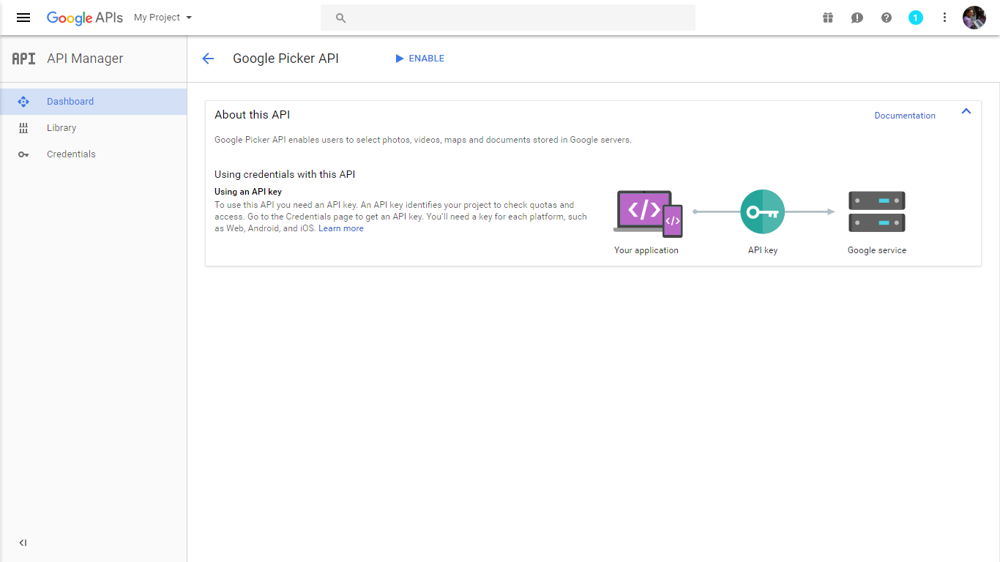 Google APIs My Project 1
API API Manager
Google Picker API ENABLE
Dashboard
Library
Credentials
About this API
Documentation
Google Picker API enables users to select photos, videos, maps and documents stored in Google servers.
Using credentials with this API
Using an API key
To use this API you need an API key. An API key identifies your project to check quotas and
access. Go to the Credentials page to get an API key. You'll need a key for each platform, such
as Web, Android, and iOS. Learn more
</>
</>
Your application
API key
Google service